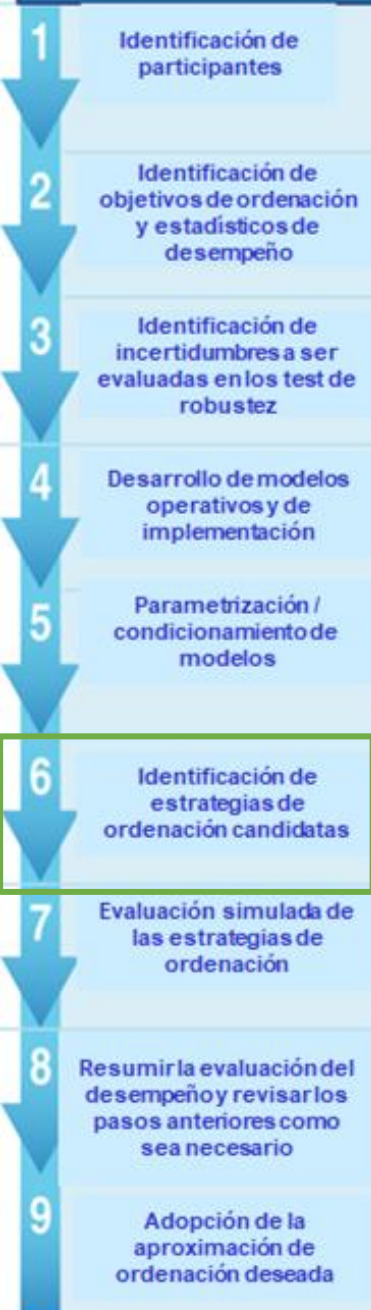 1
Identificación de
participantes
2
Identificación de
objetivos de ordenación
y estadísticos de
desempeño
3
Identificación de
incertidumbres a ser
evaluadas en los test de
robustez
4
Desarrollo de modelos
operativos y de
implementación
5
Parametrización /
condicionamiento de
modelos
6
Identificación de
estrategias de
ordenación candidatas
7
Evaluación simulada de
las estrategias de
ordenación
8
Resumir la evaluación del
desempeño y revisar los
pasos anteriores como
sea necesario
9
Adopción de la
aproximación de
ordenación deseada